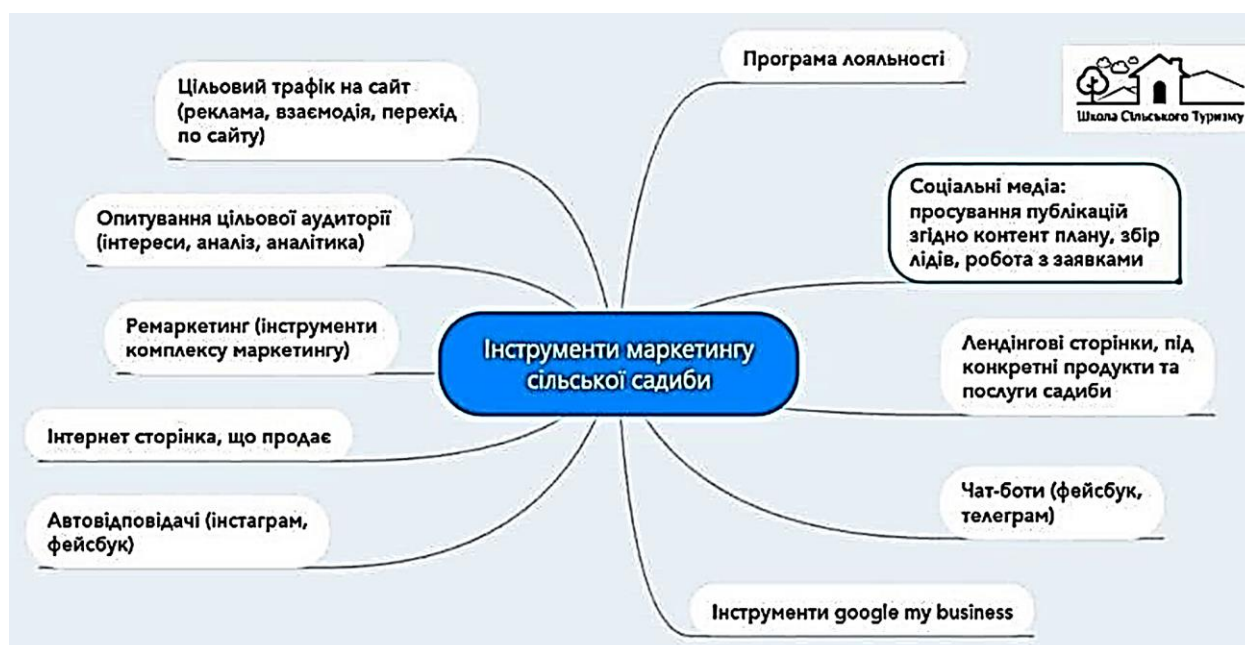 Програма лояльності
Школа Сільського Туризму
Цільовий трафік на сайт
(реклама, взаємодія, перехід
по сайту)
Соціальні медіа:
просування публікацій
згідно контент плану, збір
лідів, робота з заявками
Опитування цільової аудиторії
(інтереси, аналіз, аналітика)
Ремаркетинг (інструменти
комплексу маркетингу)
Інструменти маркетингу
сільської садиби
Лендінгові сторінки, під
конкретні продукти та
послуги садиби
Інтернет сторінка, що продає
Чат-боти (фейсбук,
телеграм)
Автовідповідачі (інстаграм,
фейсбук)
Інструменти google my business